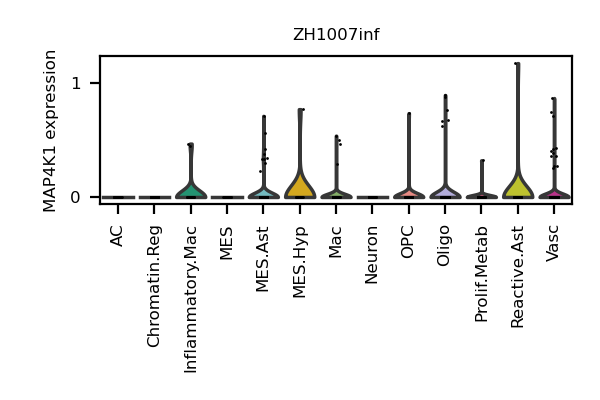 ZH1007inf
MAP4K1 expression
1
0
AC
Chromatin.Reg
Inflammatory.Mac
MES
MES.Ast
MES.Hyp
Mac
Neuron
OPC
Oligo
Prolif.Metab
Reactive.Ast
Vasc